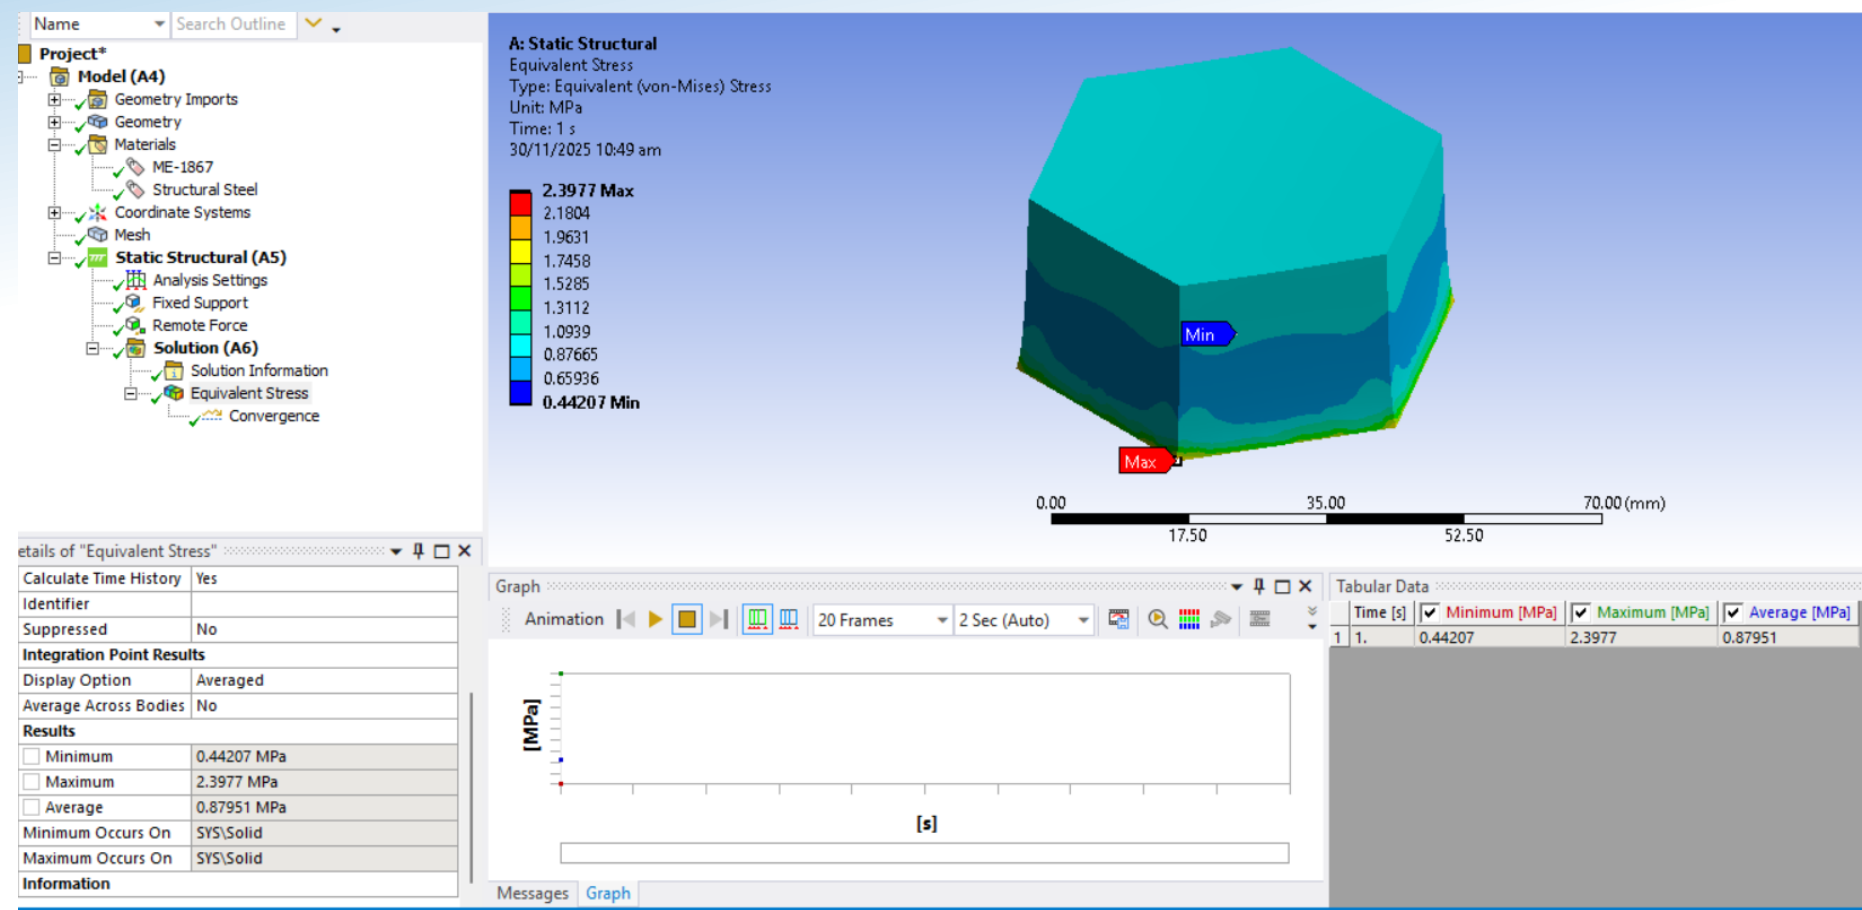 Name
Search Outline
Project*
Model (A4)
Geometry Imports
Geometry
Materials
ME-1867
Structural Steel
Coordinate Systems
Mesh
Static Structural (A5)
Analysis Settings
Fixed Support
Remote Force
Solution (A6)
Solution Information
Equivalent Stress
Convergence
A: Static Structural
Equivalent Stress
Type: Equivalent (von-Mises) Stress
Unit: MPa
Time: 1 s
30/11/2025 10:49 am
2.3977 Max
2.1804
1.9631
1.7458
1.5285
1.3112
1.0939
0.87665
0.65936
0.44207 Min
Min
Max
0.00 35.00 70.00 (mm)
17.50 52.50
etails of "Equivalent Stress"
Calculate Time History Yes
Identifier
Suppressed No
Integration Point Resu
Display Option Averaged
Average Across Bodies No
Results
Minimum 0.44207 MPa
Maximum 2.3977 MPa
Average 0.87951 MPa
Minimum Occurs On SYS\Solid
Maximum Occurs On SYS\Solid
Information
Graph
Animation 20 Frames 2 Sec (Auto)
[MPa]
[s]
Messages Graph
Tabular Data
Time [s] Minimum [MPa] Maximum [MPa] Average [MPa]
1 1. 0.44207 2.3977 0.87951